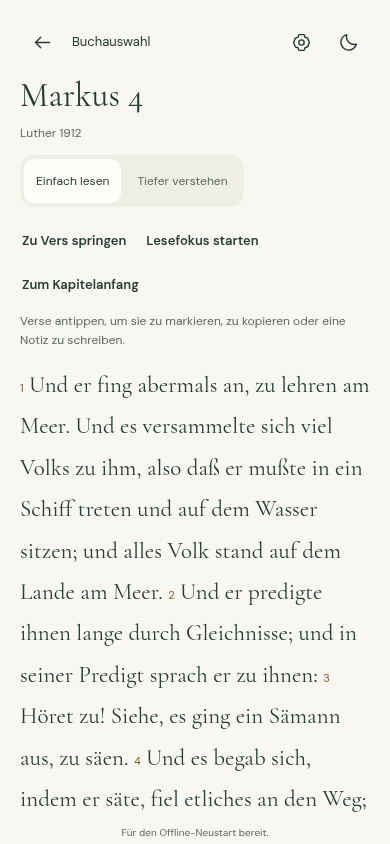 Buchauswahl
Markus 4
Luther 1912
Einfach lesen Tiefer verstehen
Zu Vers springen Lesefokus starten
Zum Kapitelanfang
Verse antippen, um sie zu markieren, zu kopieren oder eine
Notiz zu schreiben.
1 Und er fing abermals an, zu lehren am
Meer. Und es versammelte sich viel
Volks zu ihm, also daß er mußte in ein
Schiff treten und auf dem Wasser
sitzen; und alles Volk stand auf dem
Lande am Meer. 2 Und er predigte
ihnen lange durch Gleichnisse; und in
seiner Predigt sprach er zu ihnen: 3
Höret zu! Siehe, es ging ein Sämann
aus, zu säen. 4 Und es begab sich,
indem er säte, fiel etliches an den Weg;
Für den Offline-Neustart bereit.